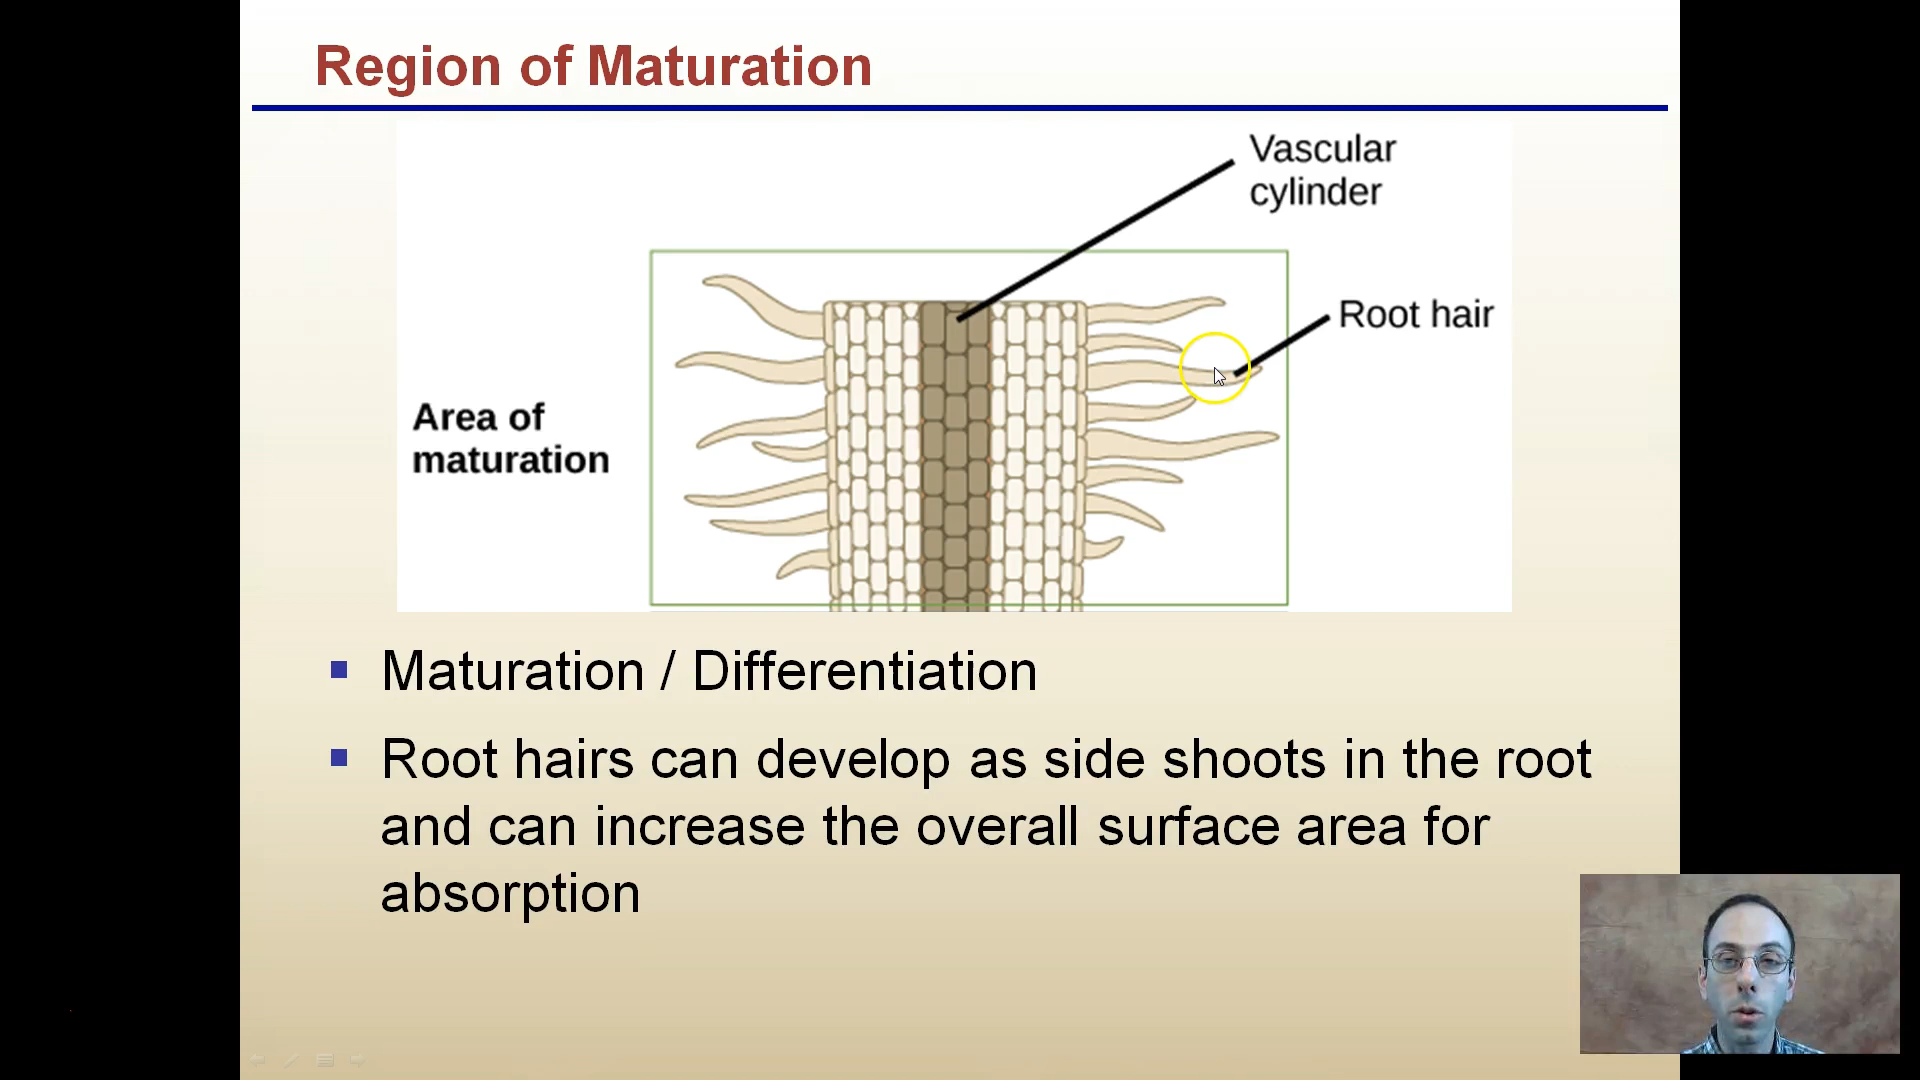 Region of Maturation
Vascular
cylinder
Root hair
Area of
maturation
Maturation / Differentiation
Root hairs can develop as side shoots in the root
and can increase the overall surface area for
absorption